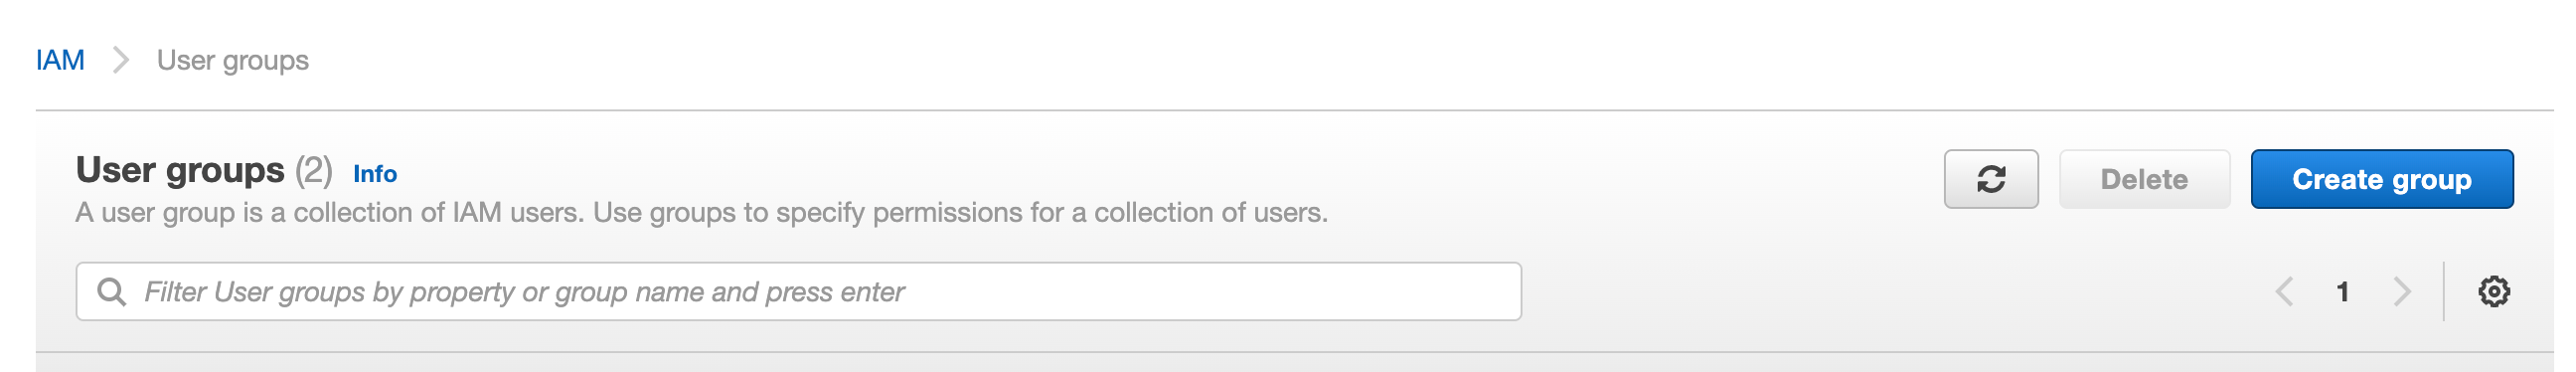 IAM > User groups
User groups (2) Info
A user group is a collection of IAM users. Use groups to specify permissions for a collection of users.
Delete
Create group
Filter User groups by property or group name and press enter
1